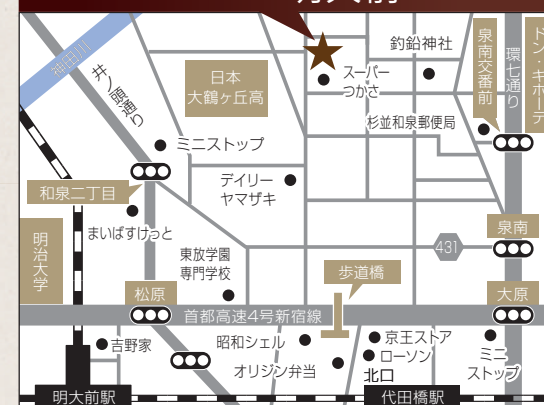 神田川
井ノ頭通り
日本
大鶴ヶ丘高
スーパー
つかさ
釣鉛神社
泉南交番前
環七通り
ドン・キホーテ
杉並和泉郵便局
ミニストップ
デイリー
ヤマザキ
和泉二丁目
まいばすけっと
明治大学
東放学園
専門学校
431
泉南
歩道橋
松原
大原
首都高速4号新宿線
吉野家
昭和シェル
オリジン弁当
京王ストア
ローソン
北口
ミニ
ストップ
明大前駅
代田橋駅